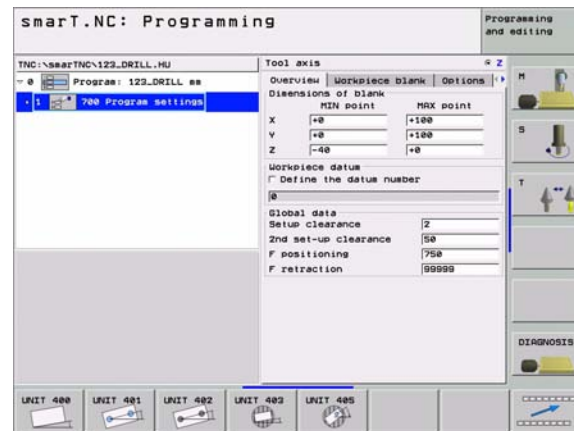 smarT.NC: Programming
Programming
and editing
TNC:\smarTNC\123_DRILL.HU
0 Program: 123_DRILL mm
1 700 Program settings
Tool axis Z
Overview Workpiece blank Options
Dimensions of blank
MIN point MAX point
X +0 +100
Y +0 +100
Z -40 +0
Workpiece datum
Define the datum number
0
Global data
Setup clearance 2
2nd set-up clearance 50
F positioning 750
F retraction 99999
M
S
T
DIAGNOSIS
UNIT 400 UNIT 401 UNIT 402 UNIT 403 UNIT 405